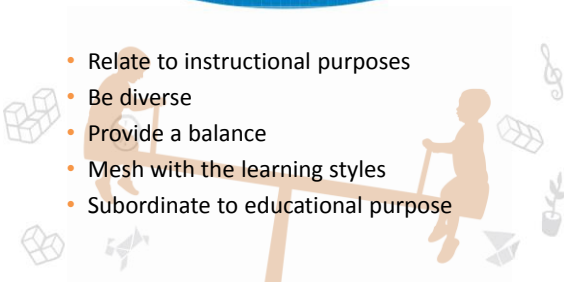 • Relate to instructional purposes
• Be diverse
• Provide a balance
• Mesh with the learning styles
• Subordinate to educational purpose